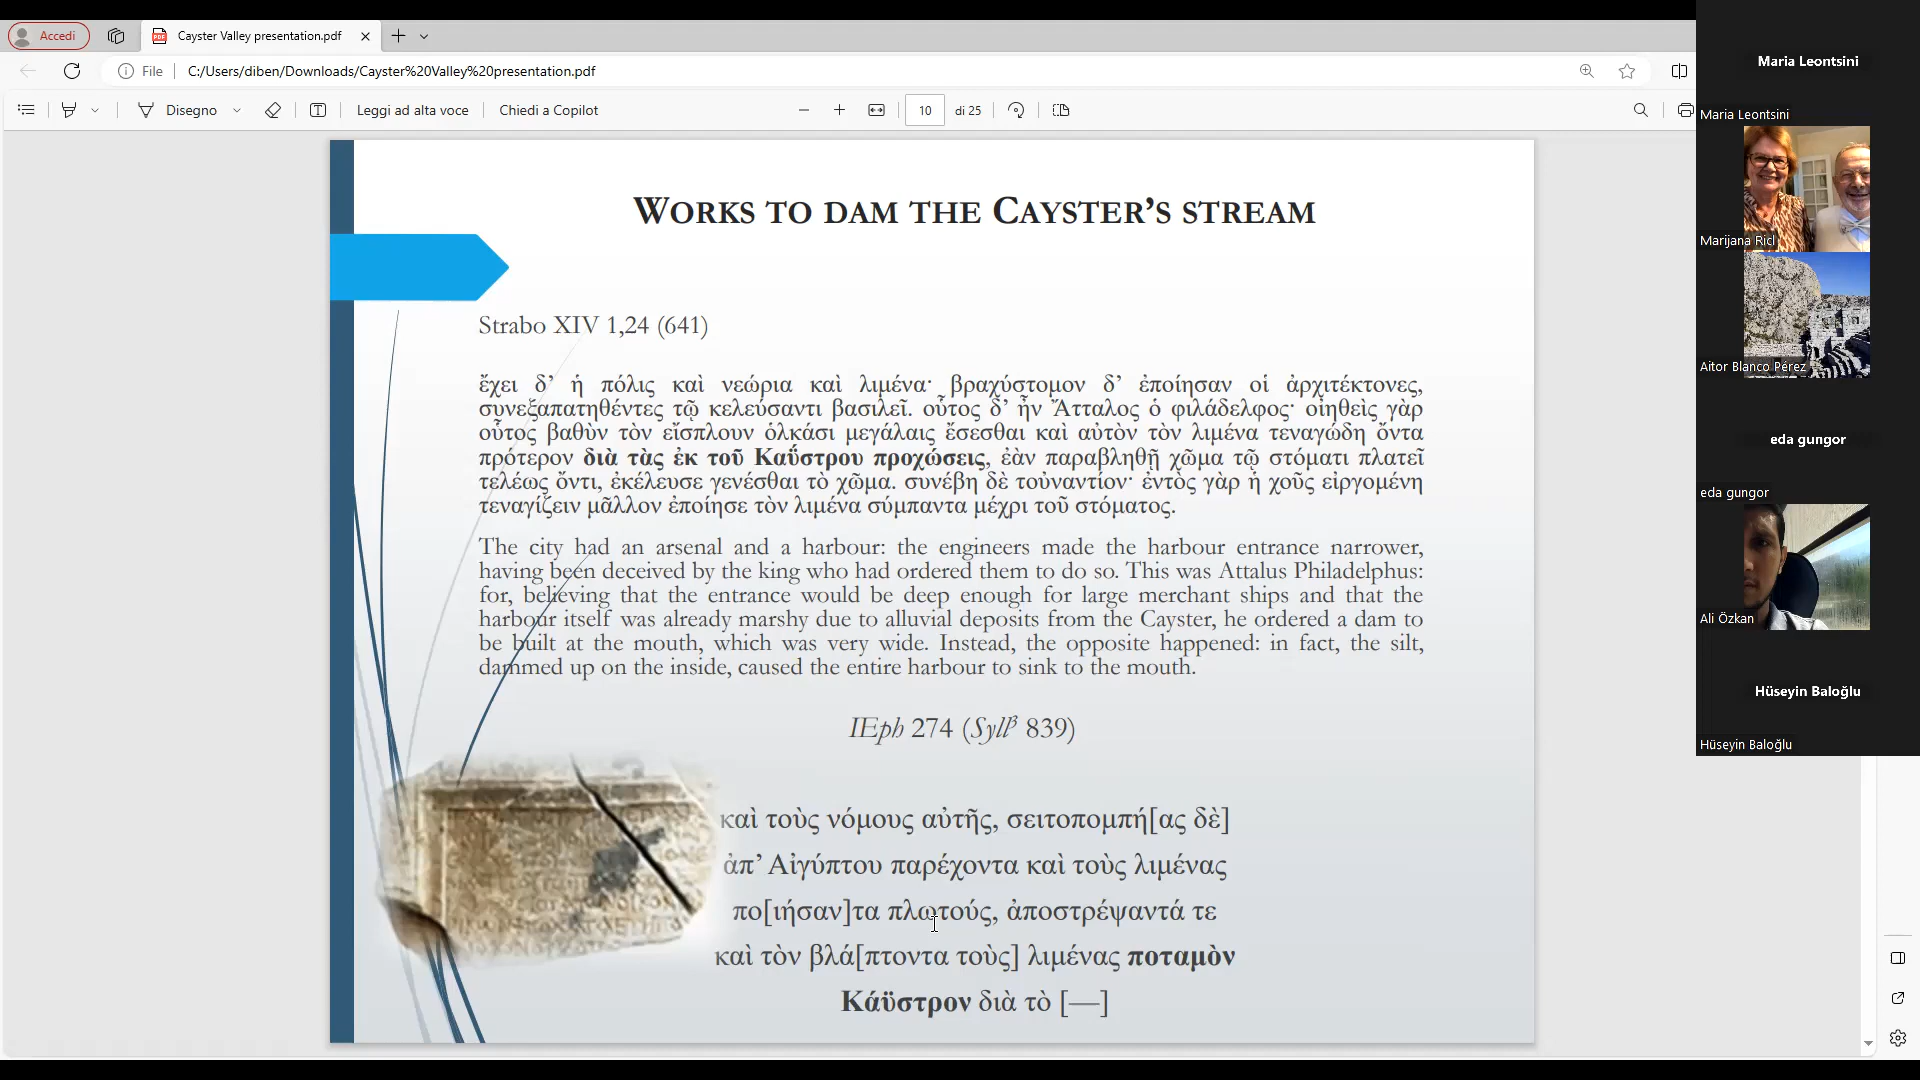 Accedi
Cayster Valley presentation.pdf
File
C:/Users/diben/Downloads/Cayster%20Valley%20presentation.pdf
Disegno
Leggi ad alta voce
Chiedi a Copilot
10 di 25
WORKS TO DAM THE CAYSTER’S STREAM
Strabo XIV 1,24 (641)
ἔχει δ’ ἡ πόλις καὶ νεώρια καὶ λιμένα· βραχύστομον δ’ ἐποίησαν οἱ ἀρχιτέκτονες,
συνεξαπατηθέντες τῷ κελεύσαντι βασιλεῖ. οὗτος δ’ ἦν Ἄτταλος ὁ φιλάδελφος· οἰηθεὶς γὰρ
οὗτος βαθὺν τὸν εἴσπλουν ὁλκάσι μεγάλαις ἔσεσθαι καὶ αὐτὸν τὸν λιμένα τεναγώδη ὄντα
πρότερον διὰ τὰς ἐκ τοῦ Καΰστρου προχώσεις, ἐὰν παραβληθῇ χῶμα τῷ στόματι πλατεῖ
τελέως ὄντι, ἐκέλευσε γενέσθαι τὸ χῶμα. συνέβη δὲ τοὐναντίον· ἐντὸς γὰρ ἡ χοῦς εἰργομένη
τεναγίζειν μᾶλλον ἐποίησε τὸν λιμένα σύμπαντα μέχρι τοῦ στόματος.
The city had an arsenal and a harbour: the engineers made the harbour entrance narrower,
having been deceived by the king who had ordered them to do so. This was Attalus Philadelphus:
for, believing that the entrance would be deep enough for large merchant ships and that the
harbour itself was already marshy due to alluvial deposits from the Cayster, he ordered a dam to
be built at the mouth, which was very wide. Instead, the opposite happened: in fact, the silt,
dammed up on the inside, caused the entire harbour to sink to the mouth.
IEph 274 (Syll³ 839)
καὶ τοὺς νόμους αὐτῆς, σειτοπομπή[ας δὲ]
ἀπ’ Αἰγύπτου παρέχοντα καὶ τοὺς λιμένας
πο[ιήσαν]τα πλωτούς, ἀποστρέψαντά τε
καὶ τὸν βλά[πτοντα τοὺς] λιμένας ποταμὸν
Κάϋστρον διὰ τὸ [—]
Maria Leontsini
Maria Leontsini
Marijana Ricl
Aitor Blanco Pérez
eda gungor
eda gungor
Ali Özkan
Hüseyin Baloğlu
Hüseyin Baloğlu